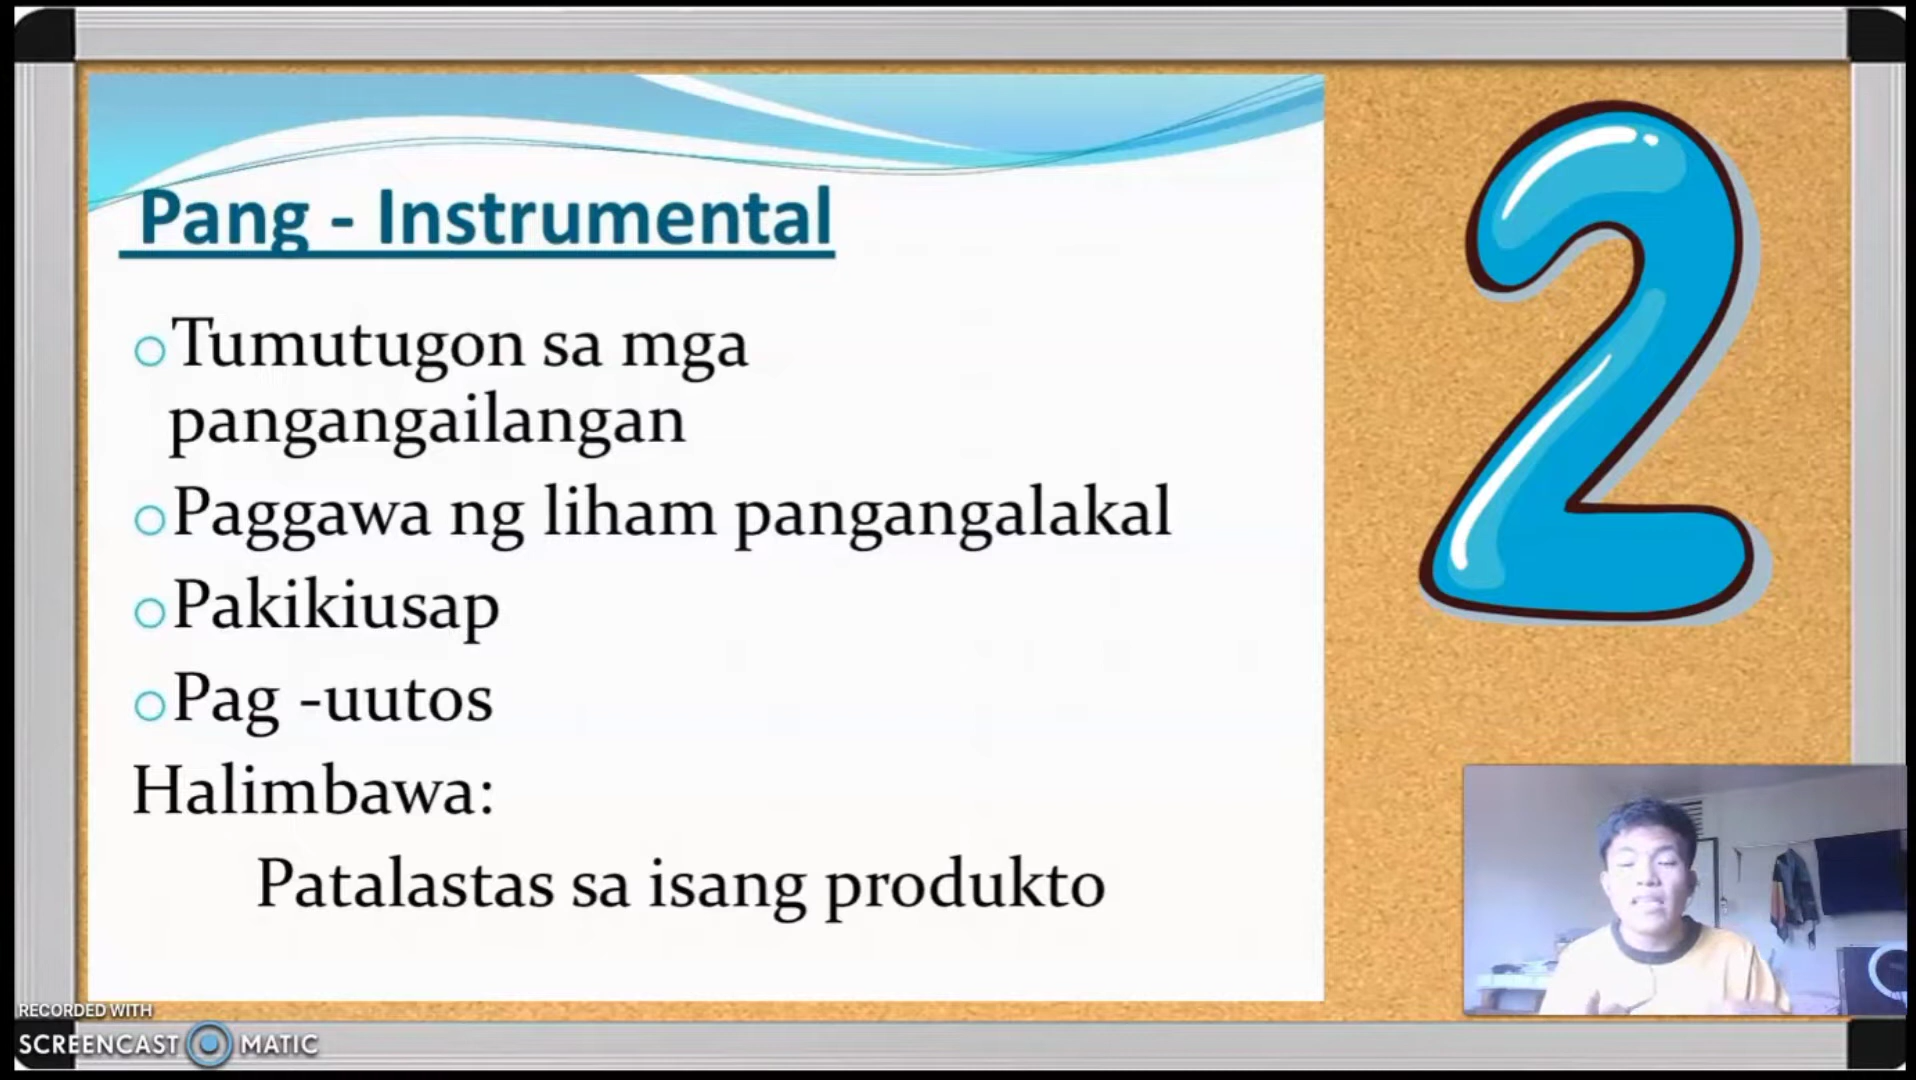 Pang - Instrumental
Tumutugon sa mga
pangangailangan
Paggawa ng liham pangangalakal
Pakikiusap
Pag -uutos
Halimbawa:
Patalastas sa isang produkto
2
RECORDED WITH
SCREENCAST MATIC